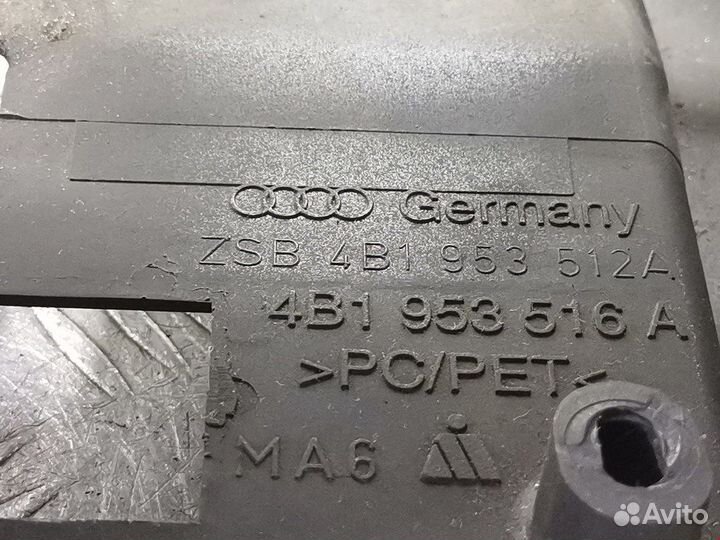 Germany
ZSB 4B1 953 512A
4B1 953 516 A
>PC/PET<
MA6
Avito